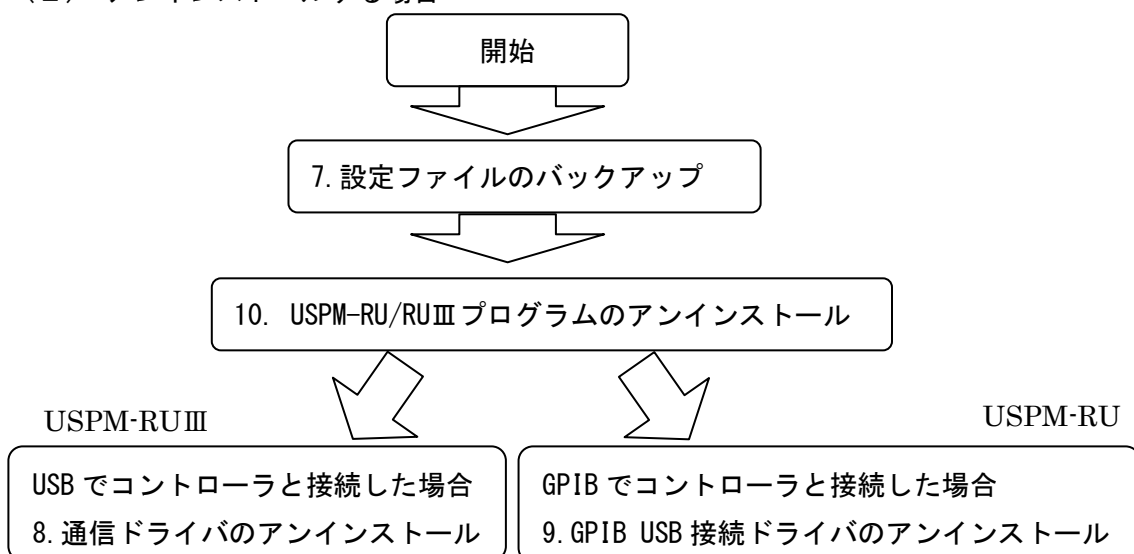 開始
7.設定ファイルのバックアップ
10. USPM-RU/RUⅢプログラムのアンインストール
USPM-RUⅢ
USPM-RU
USB でコントローラと接続した場合
8.通信ドライバのアンインストール
GPIB でコントローラと接続した場合
9.GPIB USB 接続ドライバのアンインストール